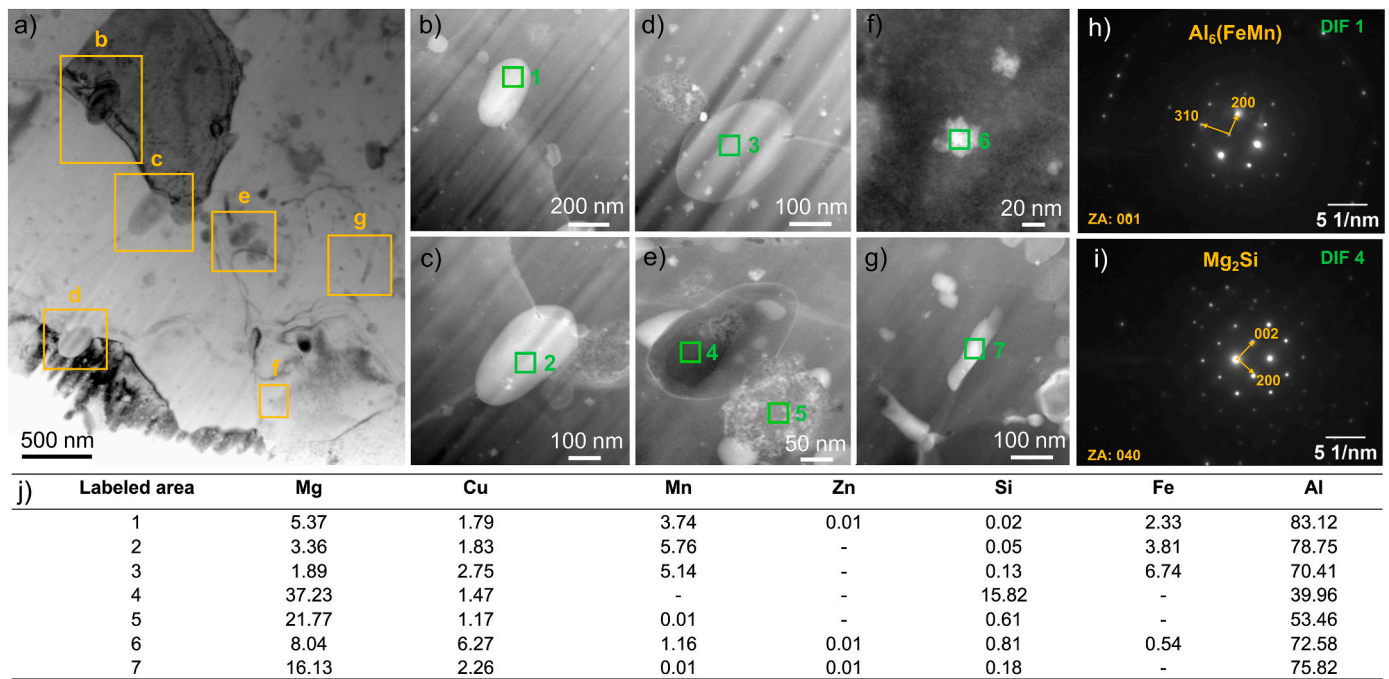 a)
b
c
e
g
d
f
500 nm
b)
1
200 nm
d)
3
100 nm
f)
6
20 nm
h)
Al6(FeMn)
DIF 1
310
200
ZA: 001
5 1/nm
c)
2
100 nm
e)
4
5
50 nm
g)
7
100 nm
i)
Mg2Si
DIF 4
002
200
ZA: 040
5 1/nm
j) Labeled area Mg Cu Mn Zn Si Fe Al
1 5.37 1.79 3.74 0.01 0.02 2.33 83.12
2 3.36 1.83 5.76 - 0.05 3.81 78.75
3 1.89 2.75 5.14 - 0.13 6.74 70.41
4 37.23 1.47 - - 15.82 - 39.96
5 21.77 1.17 0.01 - 0.61 - 53.46
6 8.04 6.27 1.16 0.01 0.81 0.54 72.58
7 16.13 2.26 0.01 0.01 0.18 - 75.82